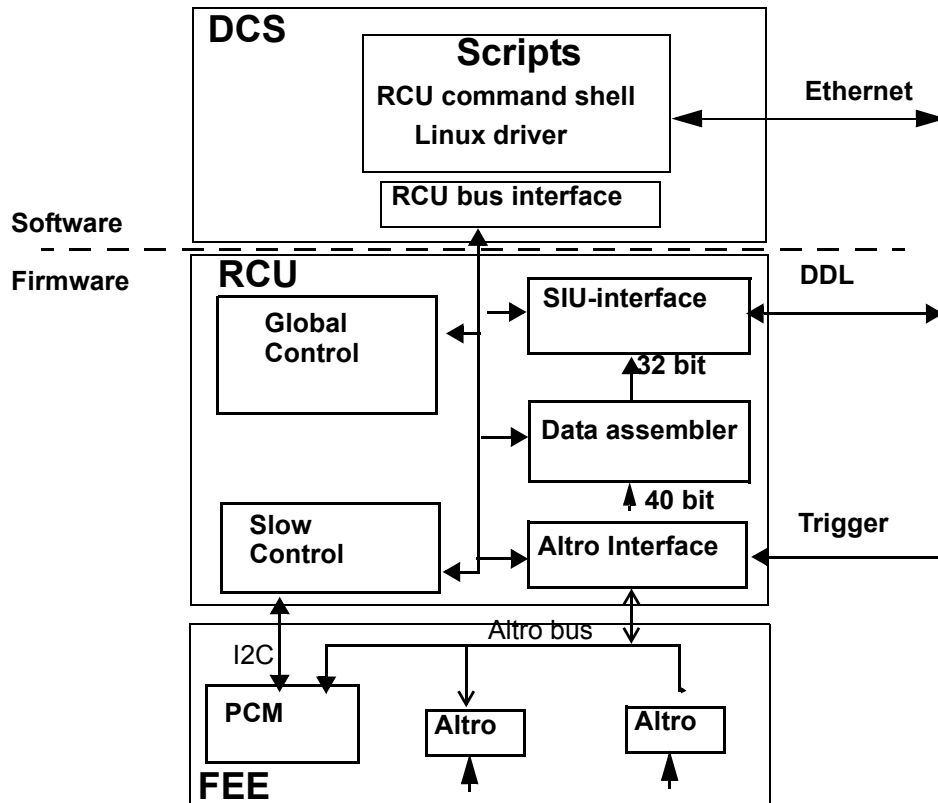 DCS
Scripts
RCU command shell
Linux driver
Ethernet
RCU bus interface
Software
Firmware
RCU
DDL
Global
Control
SIU-interface
32 bit
Data assembler
40 bit
Slow
Control
Altro Interface
Trigger
Altro bus
I2C
PCM
Altro
Altro
FEE